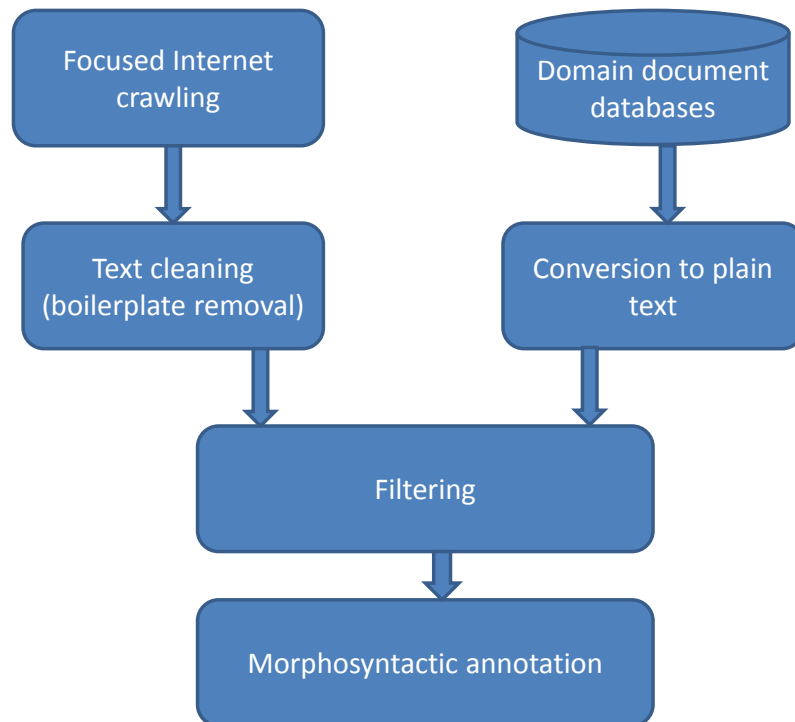 Focused Internet
crawling
Domain document
databases
Text cleaning
(boilerplate removal)
Conversion to plain
text
Filtering
Morphosyntactic annotation